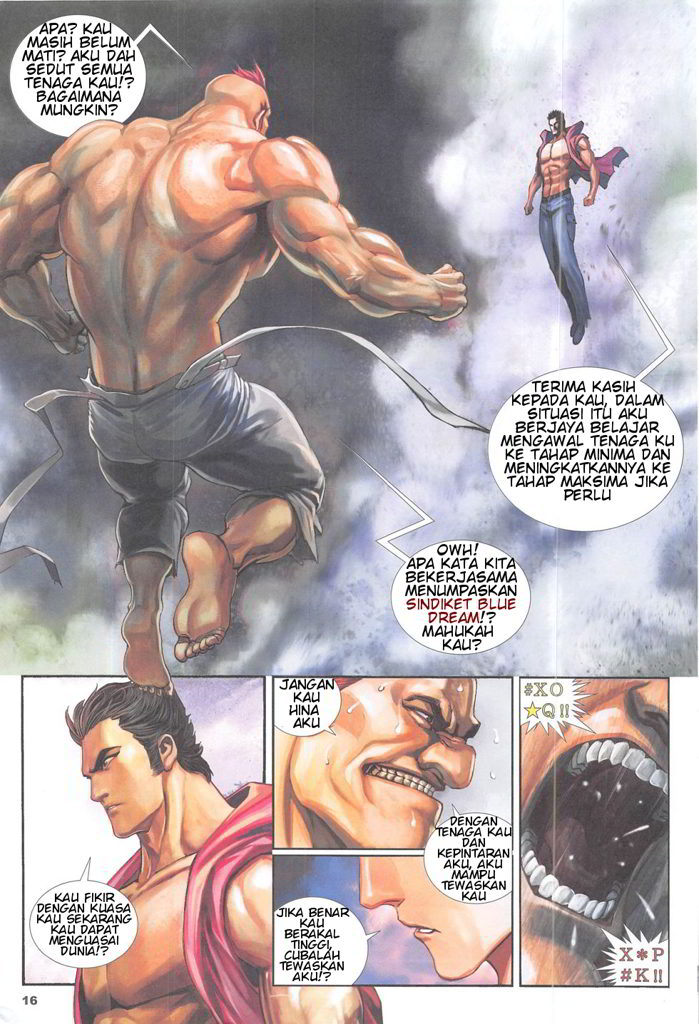 APA? KAU
MASIH BELUM
MATI? AKU DAH
SEDUT SEMUA
TENAGA KAU!?
BAGAIMANA
MUNGKIN?
TERIMA KASIH
KEPADA KAU, DALAM
SITUASI ITU AKU
BERJAYA BELAJAR
MENGAWAL TENAGA KU
KE TAHAP MINIMA DAN
MENINGKATKANNYA KE
TAHAP MAKSIMA JIKA
PERLU
OWH!
APA KATA KITA
BEKERJASAMA
MENUMPASKAN
SINDIKET BLUE
DREAM!?
MAHUKAH
KAU?
KAU FIKIR
DENGAN KUASA
KAU SEKARANG
KAU DAPAT
MENGUASAI
DUNIA!?
JANGAN
KAU
HINA
AKU
DENGAN
TENAGA KAU
DAN
KEPINTARAN
AKU, AKU
MAMPU
TEWASKAN
KAU
JIKA BENAR
KAU
BERAKAL
TINGGI,
CUBALAH
TEWASKAN
AKU!?
#XO
★Q!!
X*P
#K!!
16